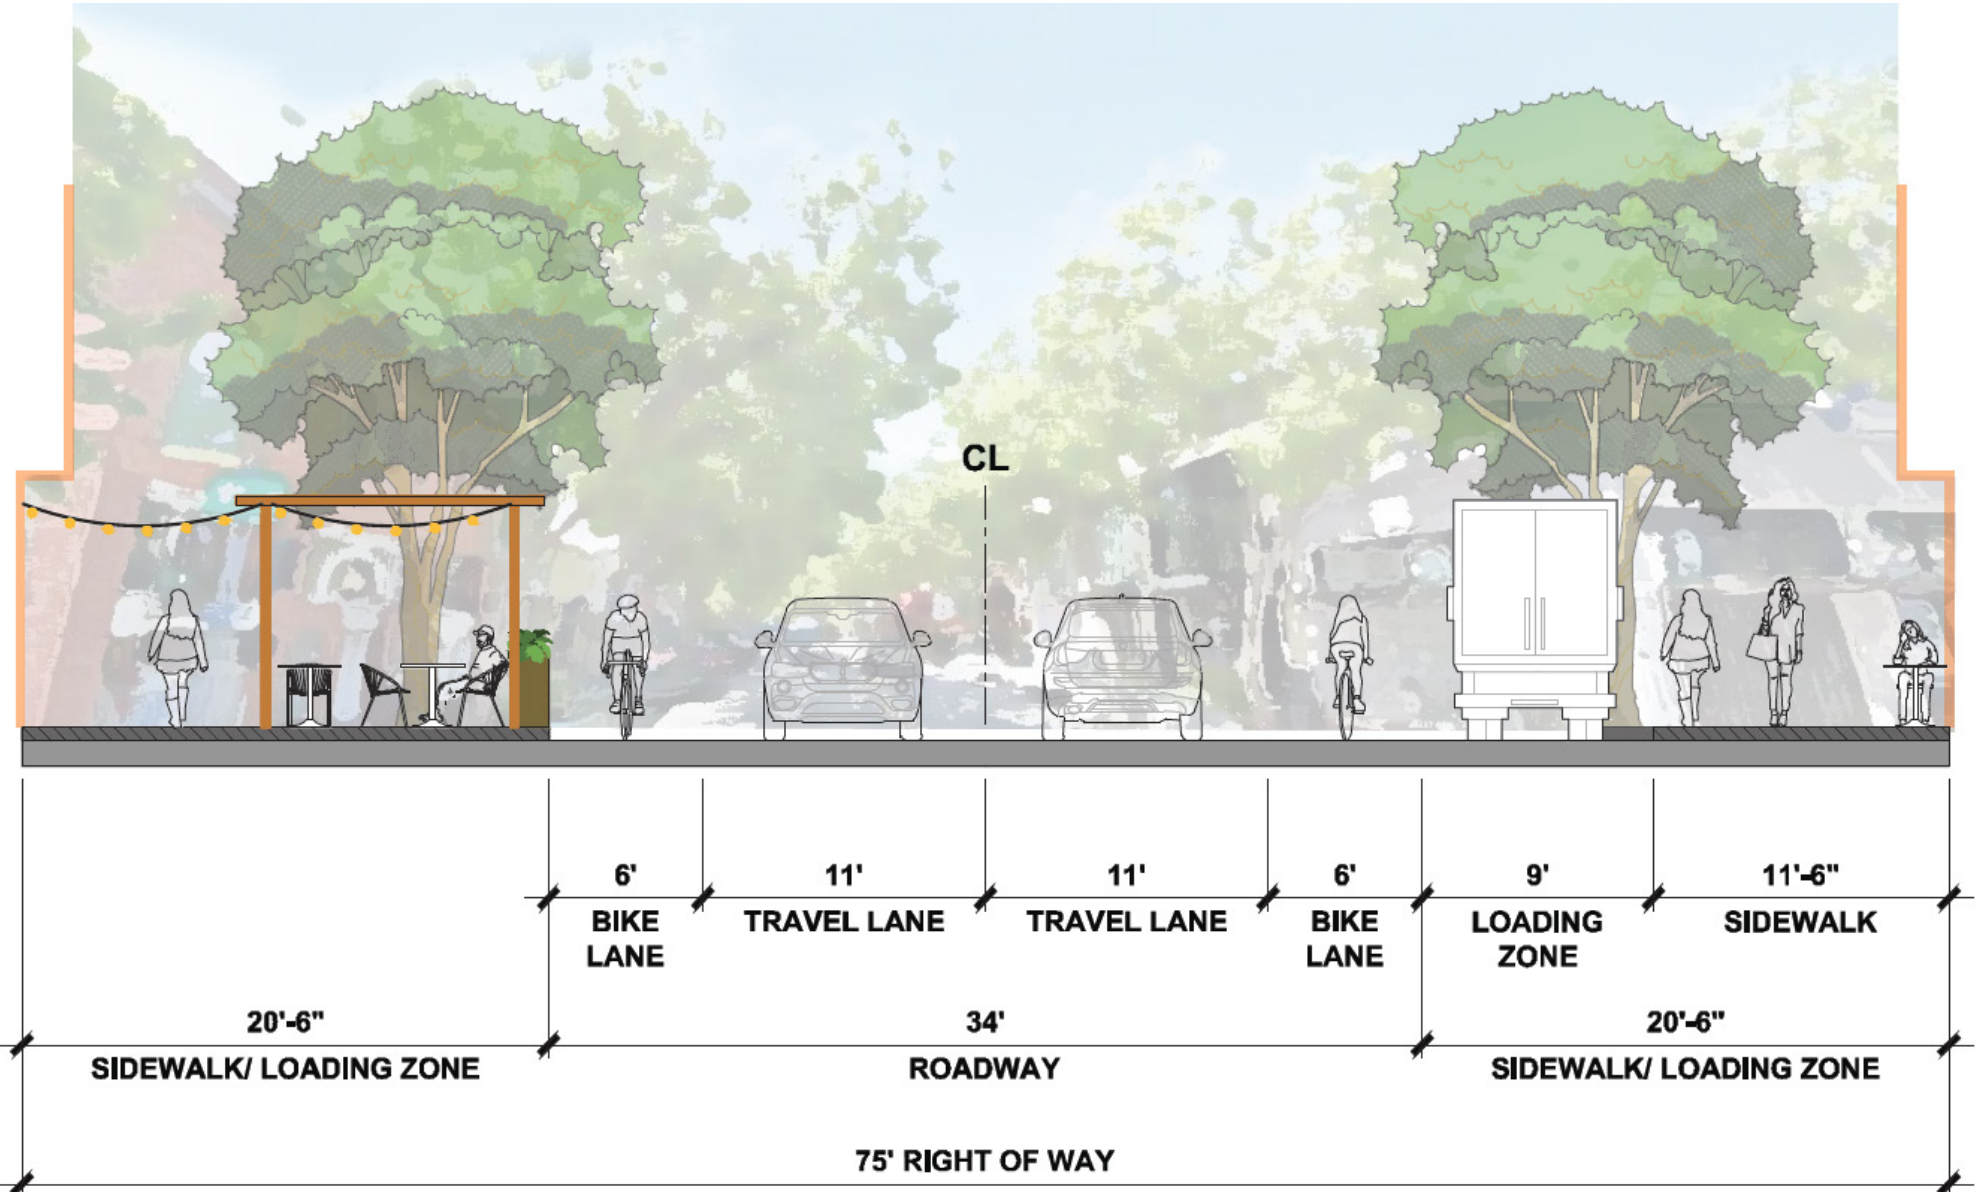 CL
6'
11'
11'
6'
9'
11'-6"
BIKE
LANE
TRAVEL LANE
TRAVEL LANE
BIKE
LANE
LOADING
ZONE
SIDEWALK
20'-6"
34'
20'-6"
SIDEWALK/ LOADING ZONE
ROADWAY
SIDEWALK/ LOADING ZONE
75' RIGHT OF WAY